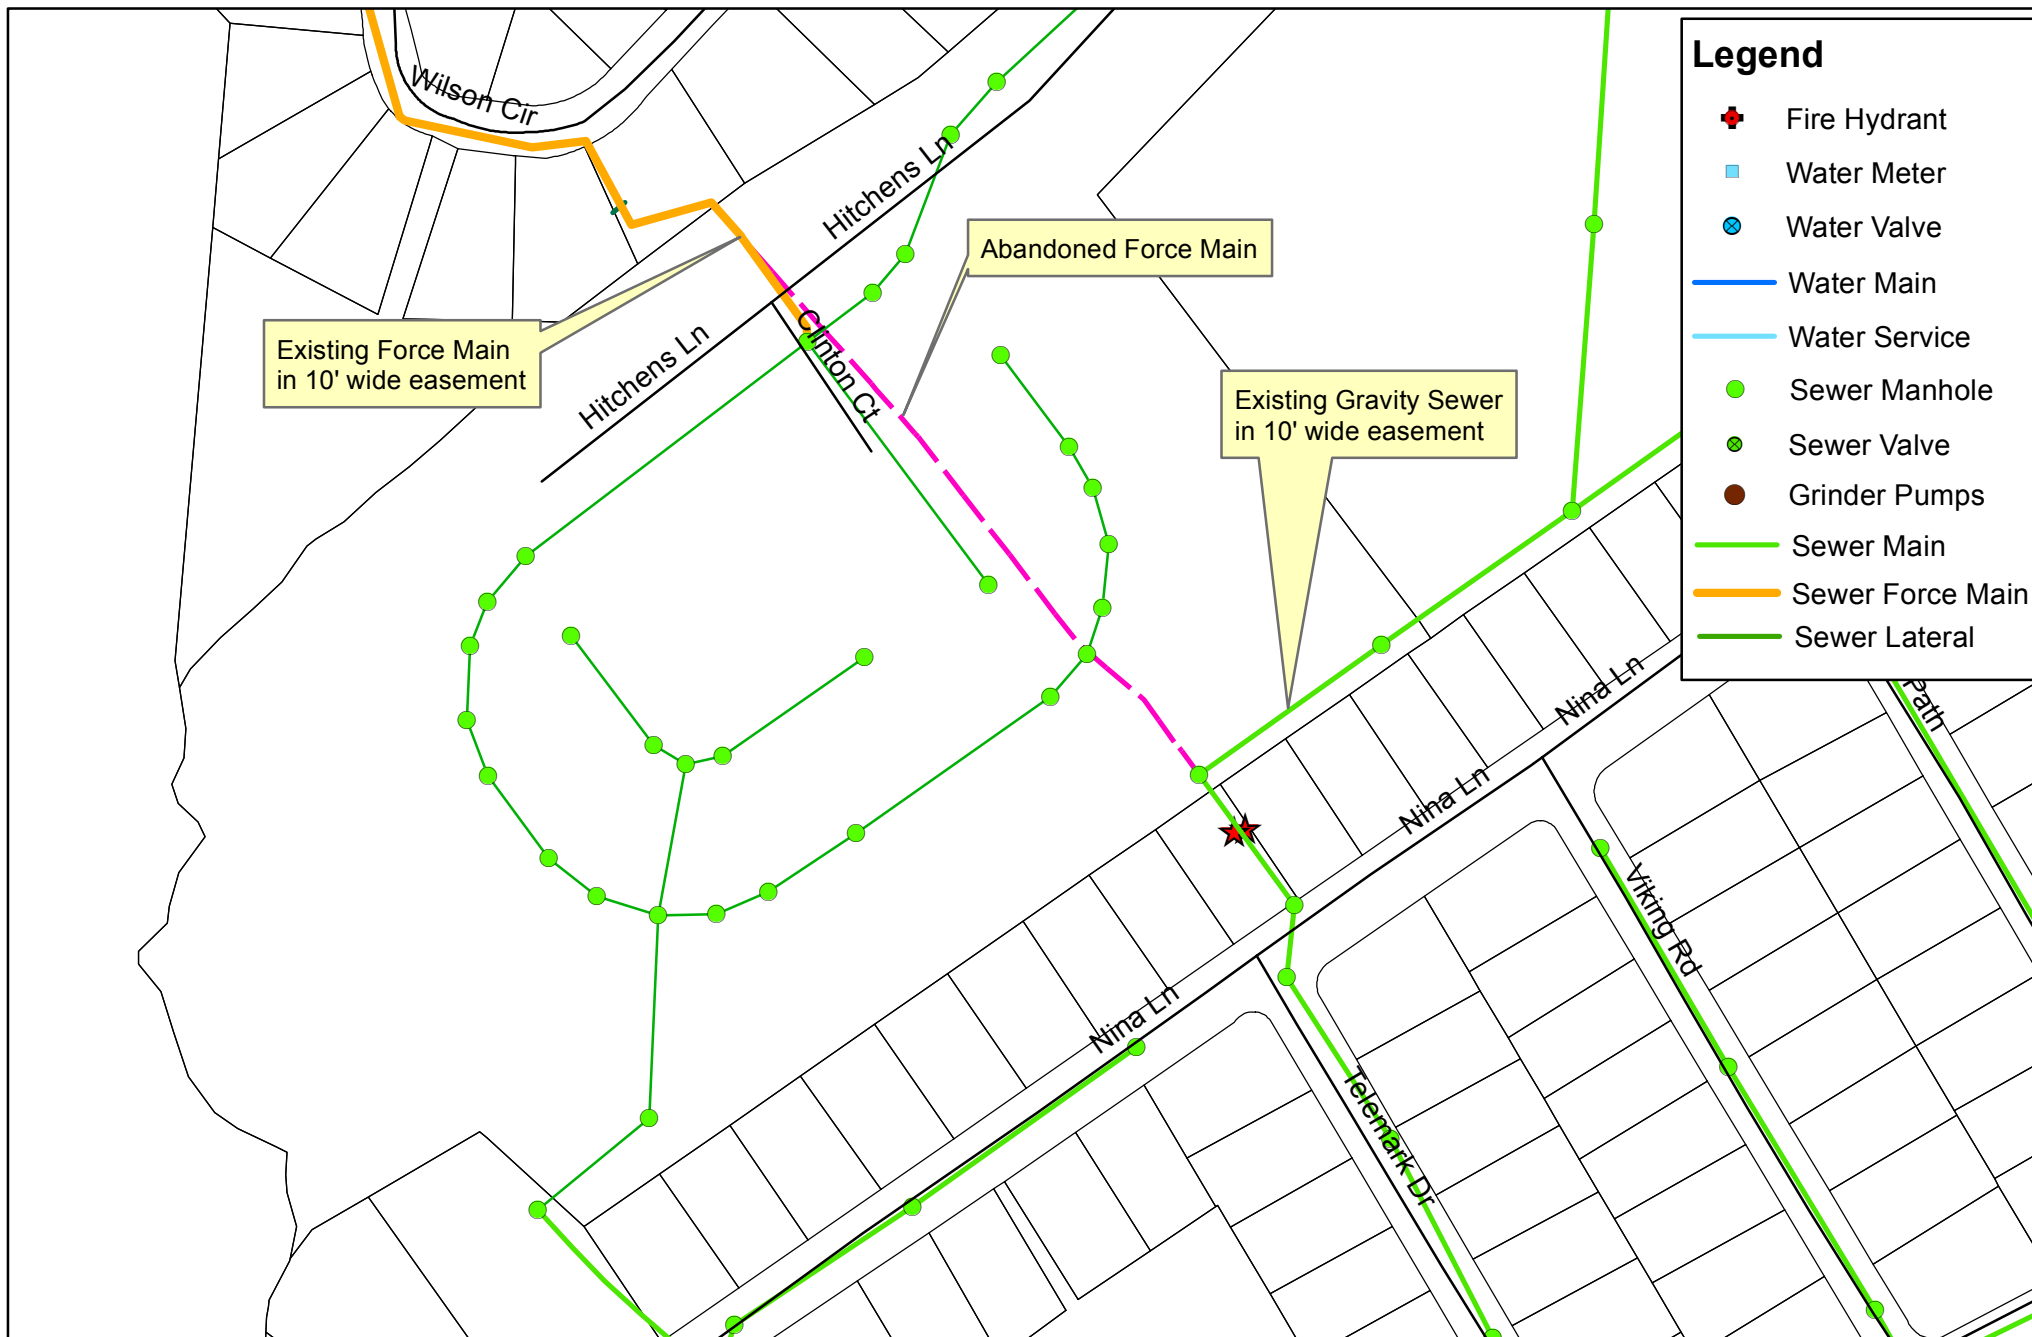 Wilson Cir
Hitchens Ln
Abandoned Force Main
Existing Force Main
in 10' wide easement
Hitchens Ln
Clinton Ct
Existing Gravity Sewer
in 10' wide easement
Legend
Fire Hydrant
Water Meter
Water Valve
Water Main
Water Service
Sewer Manhole
Sewer Valve
Grinder Pumps
Sewer Main
Sewer Force Main
Sewer Lateral
Nina Ln
Path
Nina Ln
Viking Rd
Nina Ln
Telemark Dr